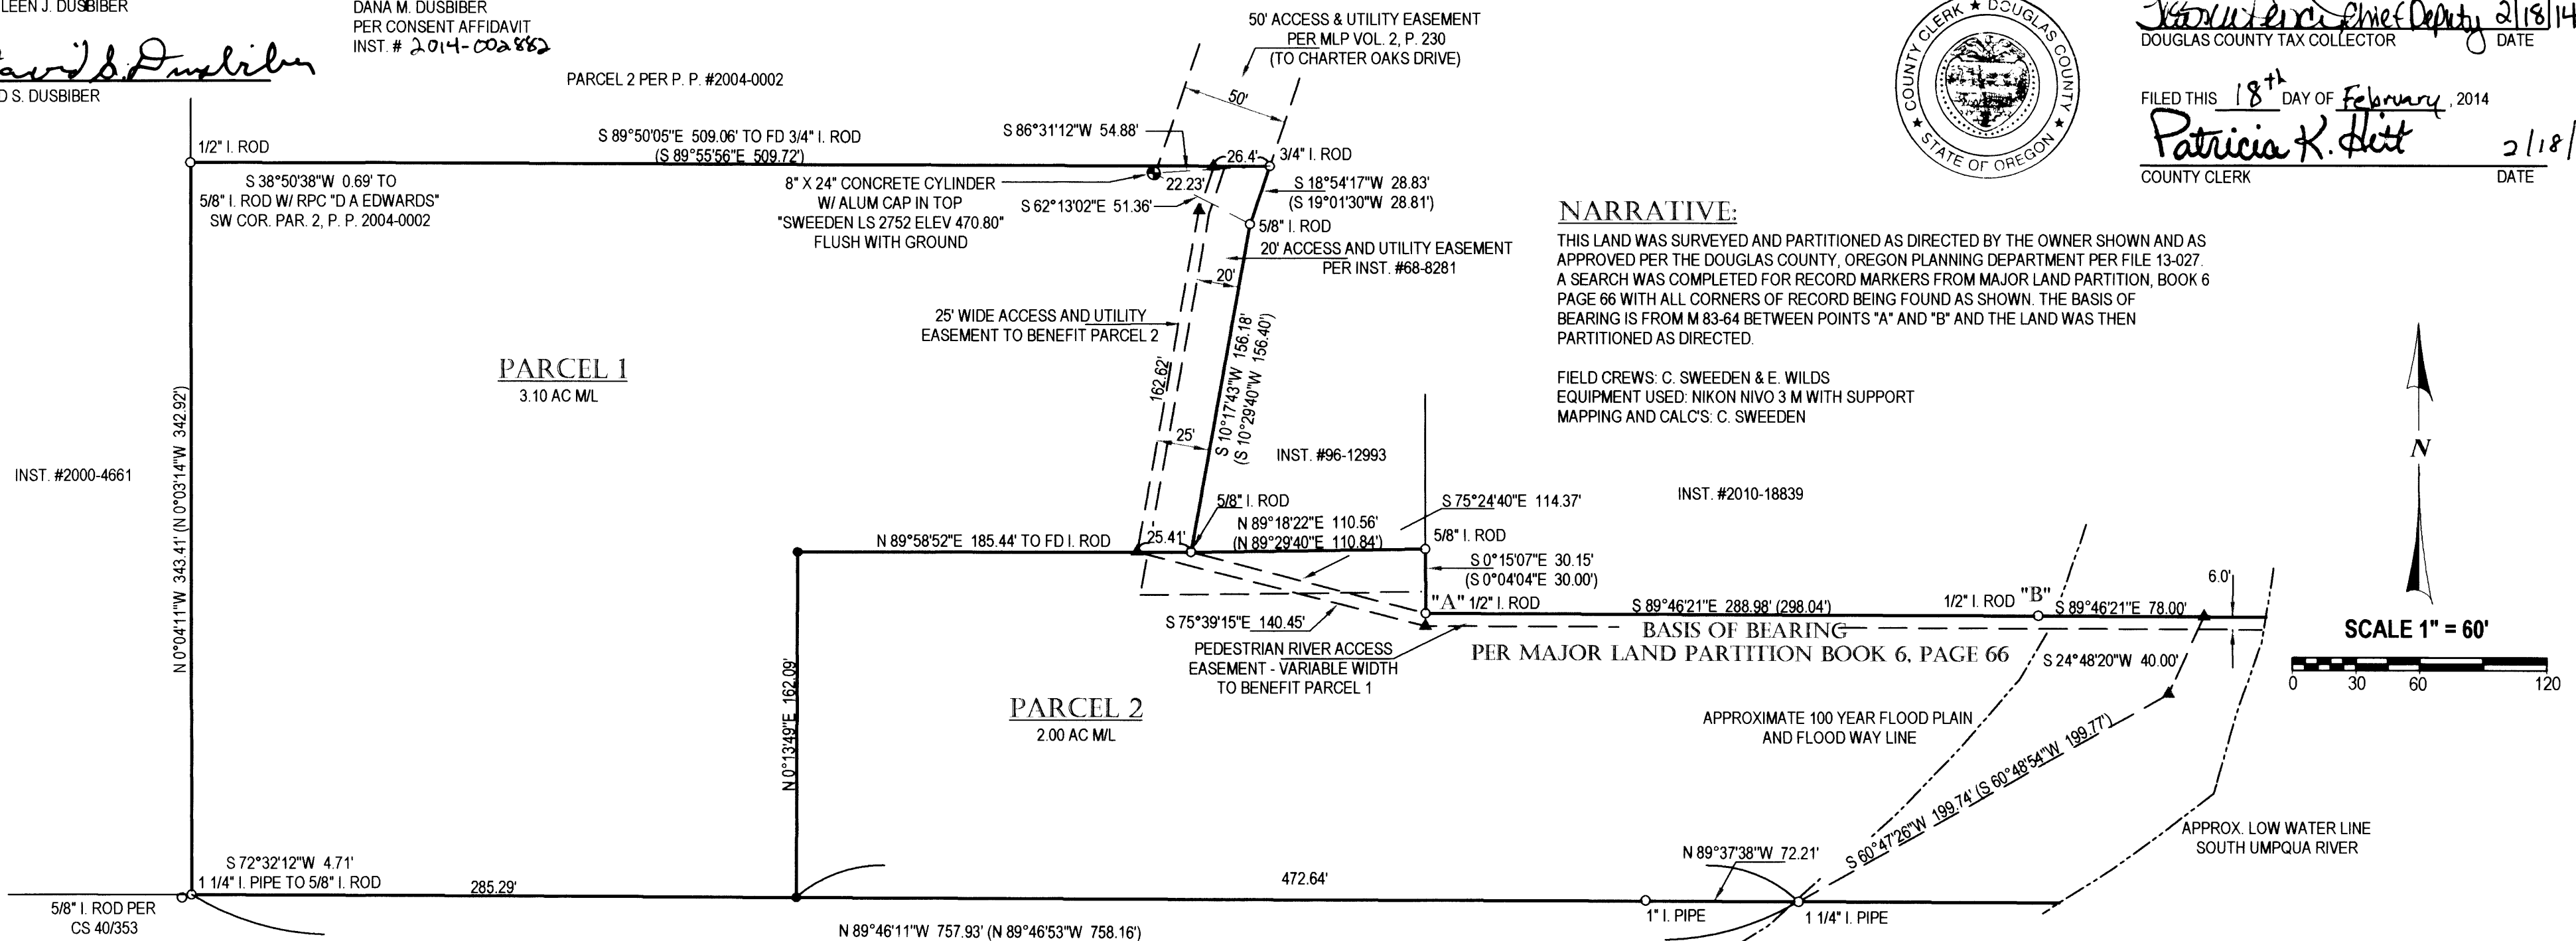 LEEN J. DUSBIBER
DANA M. DUSBIBER
PER CONSENT AFFIDAVIT
INST. # 2014-002882
David S. Dusbiber
D S. DUSBIBER
PARCEL 2 PER P. P. #2004-0002
50' ACCESS & UTILITY EASEMENT
PER MLP VOL. 2, P. 230
(TO CHARTER OAKS DRIVE)
50'
COUNTY CLERK ★ DOUGLAS COUNTY ★ STATE OF OREGON ★
Chief Deputy 2/18/14
DOUGLAS COUNTY TAX COLLECTOR DATE
FILED THIS 18th DAY OF February, 2014
Patricia K. Hitt 2/18/
COUNTY CLERK DATE
1/2" I. ROD
S 89°50'05"E 509.06' TO FD 3/4" I. ROD
(S 89°55'56"E 509.72')
S 86°31'12"W 54.88'
26.4'
3/4" I. ROD
S 38°50'38"W 0.69' TO
5/8" I. ROD W/ RPC "D A EDWARDS"
SW COR. PAR. 2, P. P. 2004-0002
8" X 24" CONCRETE CYLINDER
W/ ALUM CAP IN TOP
"SWEEDEN LS 2752 ELEV 470.80"
FLUSH WITH GROUND
22.23'
S 62°13'02"E 51.36'
S 18°54'17"W 28.83'
(S 19°01'30"W 28.81')
5/8" I. ROD
20' ACCESS AND UTILITY EASEMENT
PER INST. #68-8281
20'
25' WIDE ACCESS AND UTILITY
EASEMENT TO BENEFIT PARCEL 2
162.62'
S 10°17'43"W 156.18'
(S 10°29'40"W 156.40')
25'
NARRATIVE:
THIS LAND WAS SURVEYED AND PARTITIONED AS DIRECTED BY THE OWNER SHOWN AND AS
APPROVED PER THE DOUGLAS COUNTY, OREGON PLANNING DEPARTMENT PER FILE 13-027.
A SEARCH WAS COMPLETED FOR RECORD MARKERS FROM MAJOR LAND PARTITION, BOOK 6
PAGE 66 WITH ALL CORNERS OF RECORD BEING FOUND AS SHOWN. THE BASIS OF
BEARING IS FROM M 83-64 BETWEEN POINTS "A" AND "B" AND THE LAND WAS THEN
PARTITIONED AS DIRECTED.
FIELD CREWS: C. SWEEDEN & E. WILDS
EQUIPMENT USED: NIKON NIVO 3 M WITH SUPPORT
MAPPING AND CALC'S: C. SWEEDEN
N
PARCEL 1
3.10 AC M/L
N 0°04'11"W 343.41' (N 0°03'14"W 342.92')
INST. #2000-4661
INST. #96-12993
INST. #2010-18839
5/8" I. ROD
S 75°24'40"E 114.37'
N 89°58'52"E 185.44' TO FD I. ROD
25.41'
N 89°18'22"E 110.56'
(N 89°29'40"E 110.84')
5/8" I. ROD
S 0°15'07"E 30.15'
(S 0°04'04"E 30.00')
"A" 1/2" I. ROD
S 89°46'21"E 288.98' (298.04')
1/2" I. ROD "B"
S 89°46'21"E 78.00'
6.0'
S 75°39'15"E 140.45'
BASIS OF BEARING
PER MAJOR LAND PARTITION BOOK 6, PAGE 66
PEDESTRIAN RIVER ACCESS
EASEMENT - VARIABLE WIDTH
TO BENEFIT PARCEL 1
S 24°48'20"W 40.00'
SCALE 1" = 60'
0 30 60 120
N 0°13'49"E 162.09'
PARCEL 2
2.00 AC M/L
APPROXIMATE 100 YEAR FLOOD PLAIN
AND FLOOD WAY LINE
S 60°47'26"W 199.74' (S 60°48'54"W 199.77')
APPROX. LOW WATER LINE
SOUTH UMPQUA RIVER
S 72°32'12"W 4.71'
1 1/4" I. PIPE TO 5/8" I. ROD
285.29'
472.64'
N 89°37'38"W 72.21'
5/8" I. ROD PER
CS 40/353
N 89°46'11"W 757.93' (N 89°46'53"W 758.16')
1" I. PIPE
1 1/4" I. PIPE